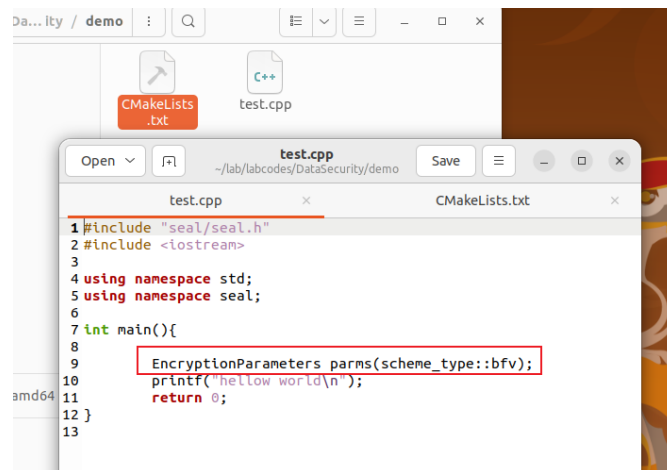 Da... ity / demo
C++
CMakeLists
.txt
test.cpp
Open
test.cpp
~/lab/labcodes/DataSecurity/demo
Save
test.cpp
CMakeLists.txt
1 #include "seal/seal.h"
2 #include <iostream>
3
4 using namespace std;
5 using namespace seal;
6
7 int main(){
8
9 EncryptionParameters parms(scheme_type::bfv);
10 printf("hellow world\n");
11 return 0;
12 }
13
amd64